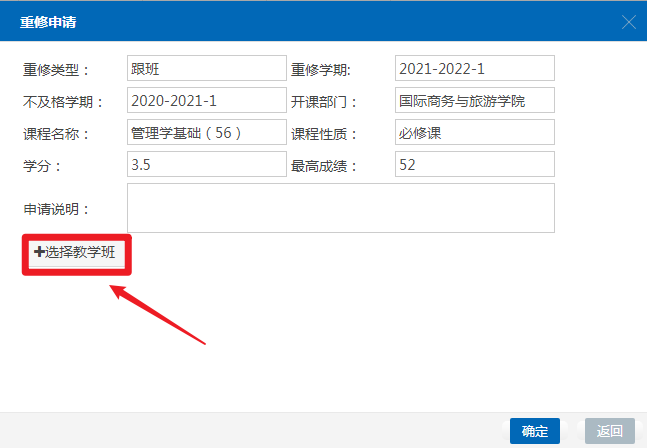 重修申请
重修类型： 跟班 重修学期: 2021-2022-1
不及格学期： 2020-2021-1 开课部门： 国际商务与旅游学院
课程名称： 管理学基础（56） 课程性质： 必修课
学分： 3.5 最高成绩： 52
申请说明：
+选择教学班
确定 返回